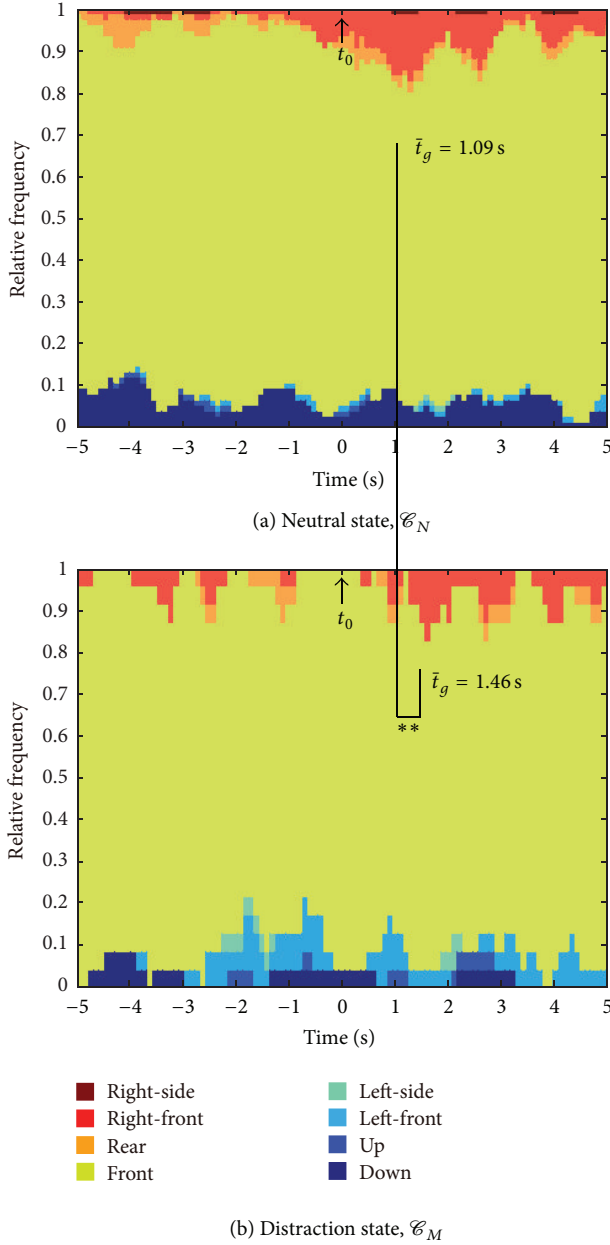 1
0.9
0.8
0.7
0.6
0.5
0.4
0.3
0.2
0.1
0
Relative frequency
t₀
t̄g = 1.09 s
−5 −4 −3 −2 −1 0 1 2 3 4 5
Time (s)
(a) Neutral state, 𝒞N
1
0.9
0.8
0.7
0.6
0.5
0.4
0.3
0.2
0.1
0
Relative frequency
t₀
t̄g = 1.46 s
**
−5 −4 −3 −2 −1 0 1 2 3 4 5
Time (s)
Right-side
Right-front
Rear
Front
Left-side
Left-front
Up
Down
(b) Distraction state, 𝒞M